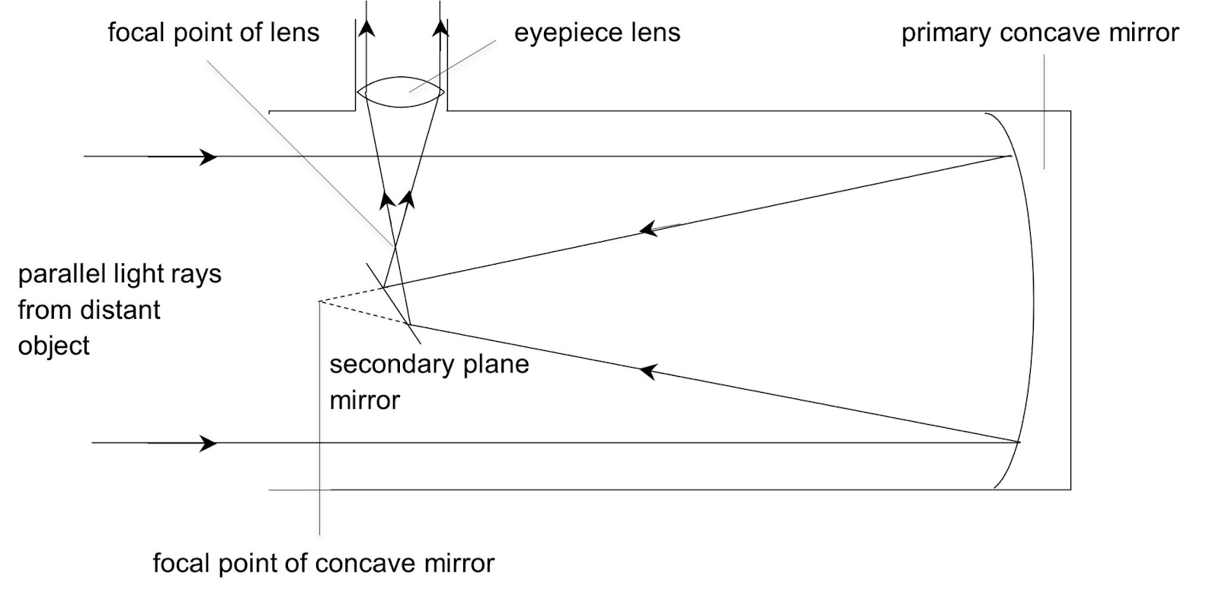 focal point of lens
eyepiece lens
primary concave mirror
parallel light rays
from distant
object
secondary plane
mirror
focal point of concave mirror